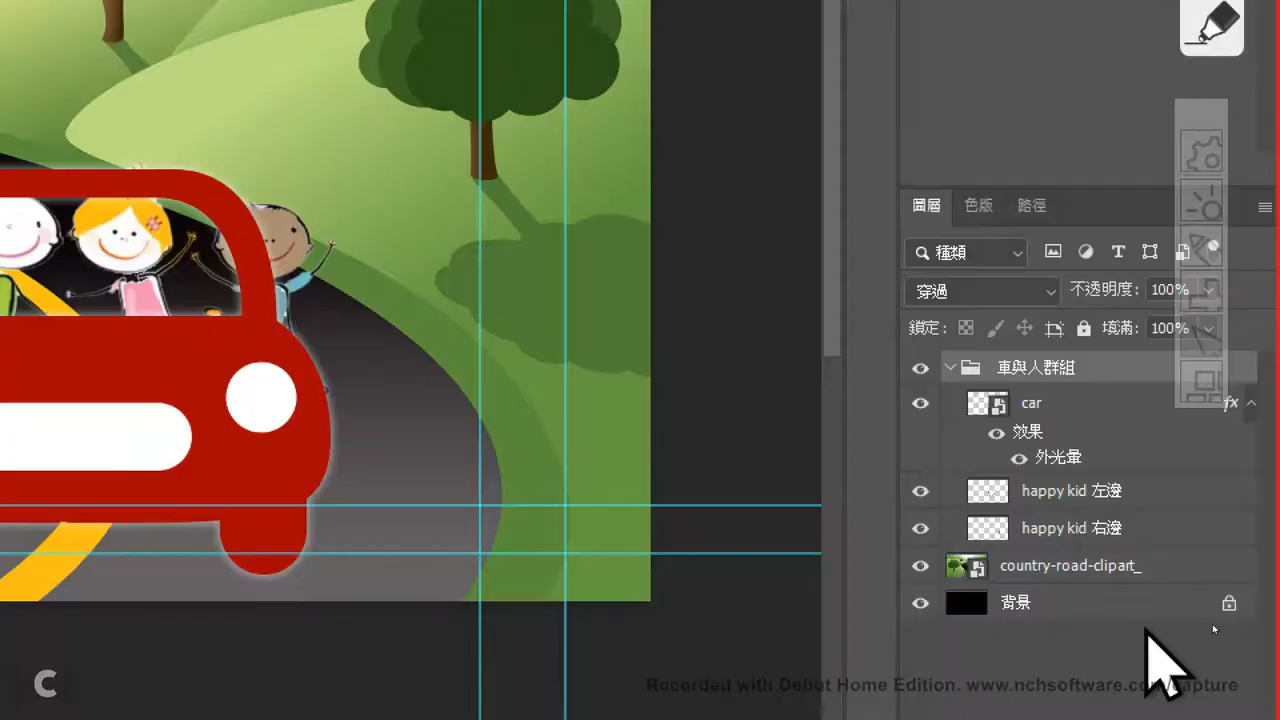 圖層 色版 路徑
種類
穿過 不透明度: 100%
鎖定: 填滿: 100%
車與人群組
car fx
效果
外光暈
happy kid 左邊
happy kid 右邊
country-road-clipart_
背景
C
Recorded with Debut Home Edition. www.nchsoftware.com/capture